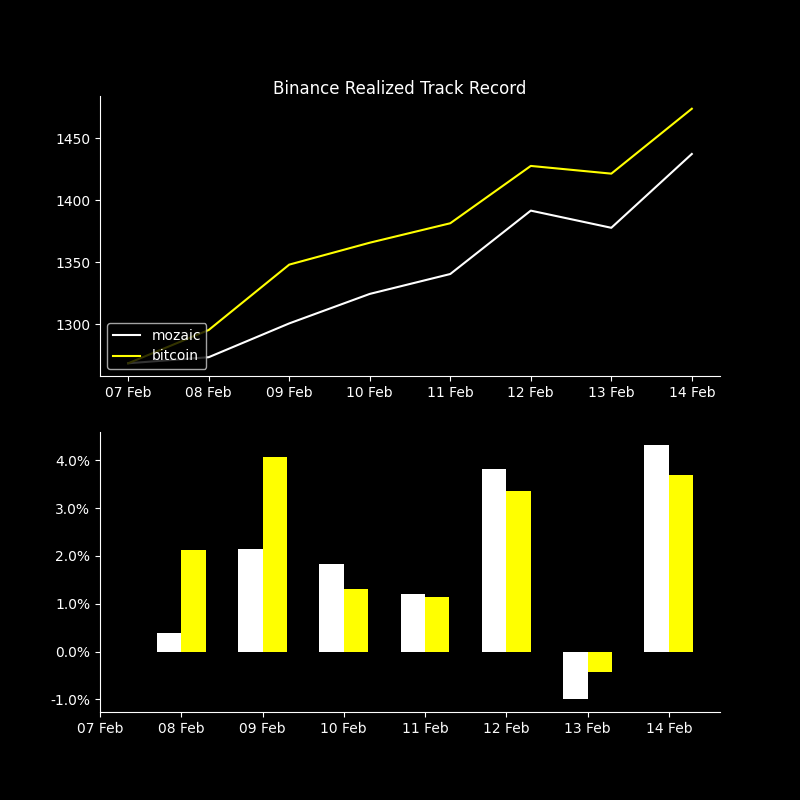 Binance Realized Track Record
1450
1400
1350
1300
mozaic
bitcoin
07 Feb 08 Feb 09 Feb 10 Feb 11 Feb 12 Feb 13 Feb 14 Feb
4.0%
3.0%
2.0%
1.0%
0.0%
-1.0%
07 Feb 08 Feb 09 Feb 10 Feb 11 Feb 12 Feb 13 Feb 14 Feb